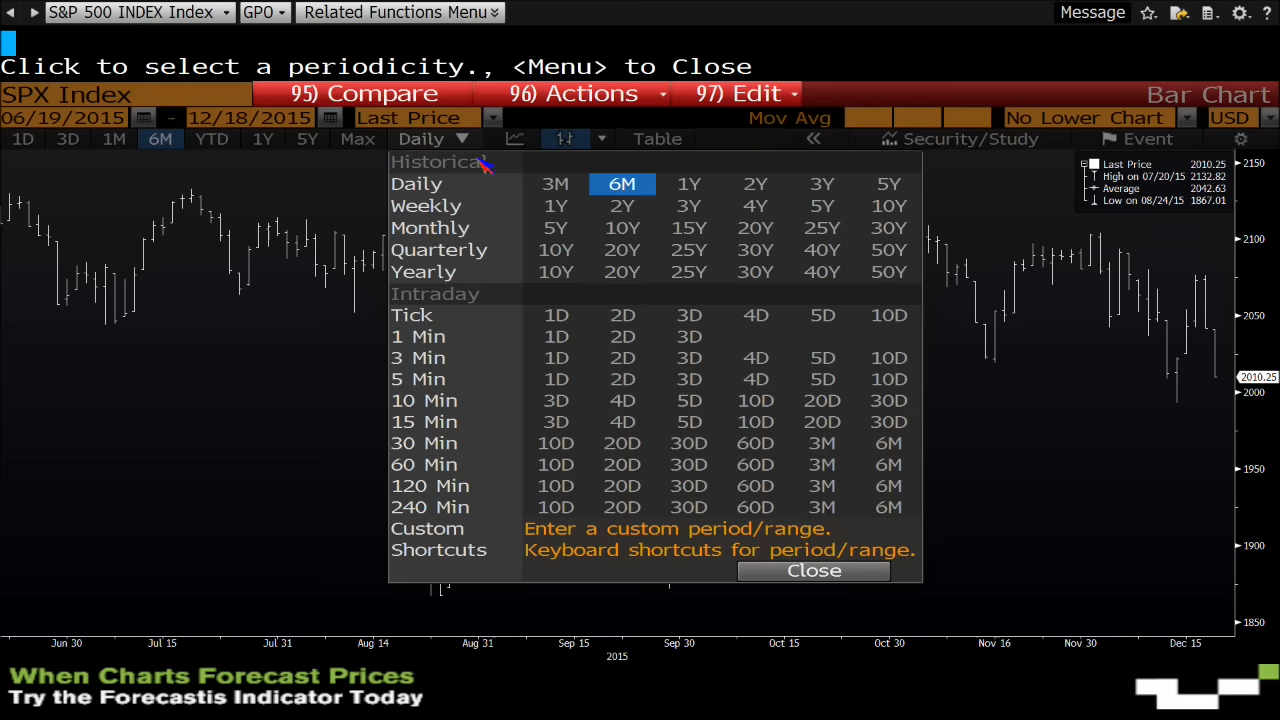 S&P 500 INDEX Index GPO Related Functions Menu Message ?
Click to select a periodicity., <Menu> to Close
SPX Index 95) Compare 96) Actions 97) Edit Bar Chart
06/19/2015 - 12/18/2015 Last Price Mov Avg No Lower Chart USD
1D 3D 1M 6M YTD 1Y 5Y Max Daily Table Security/Study Event
Historical
Daily 3M 6M 1Y 2Y 3Y 5Y
Weekly 1Y 2Y 3Y 4Y 5Y 10Y
Monthly 5Y 10Y 15Y 20Y 25Y 30Y
Quarterly 10Y 20Y 25Y 30Y 40Y 50Y
Yearly 10Y 20Y 25Y 30Y 40Y 50Y
Intraday
Tick 1D 2D 3D 4D 5D 10D
1 Min 1D 2D 3D
3 Min 1D 2D 3D 4D 5D 10D
5 Min 1D 2D 3D 4D 5D 10D
10 Min 3D 4D 5D 10D 20D 30D
15 Min 3D 4D 5D 10D 20D 30D
30 Min 10D 20D 30D 60D 3M 6M
60 Min 10D 20D 30D 60D 3M 6M
120 Min 10D 20D 30D 60D 3M 6M
240 Min 10D 20D 30D 60D 3M 6M
Custom Enter a custom period/range.
Shortcuts Keyboard shortcuts for period/range.
Close
Last Price 2010.25
High on 07/20/15 2132.82
Average 2042.63
Low on 08/24/15 1867.01
2150
2100
2050
2010.25
2000
1950
1900
1850
Jun 30 Jul 15 Jul 31 Aug 14 Aug 31 Sep 15 Sep 30 Oct 15 Oct 30 Nov 16 Nov 30 Dec 15
2015
When Charts Forecast Prices
Try the Forecastis Indicator Today